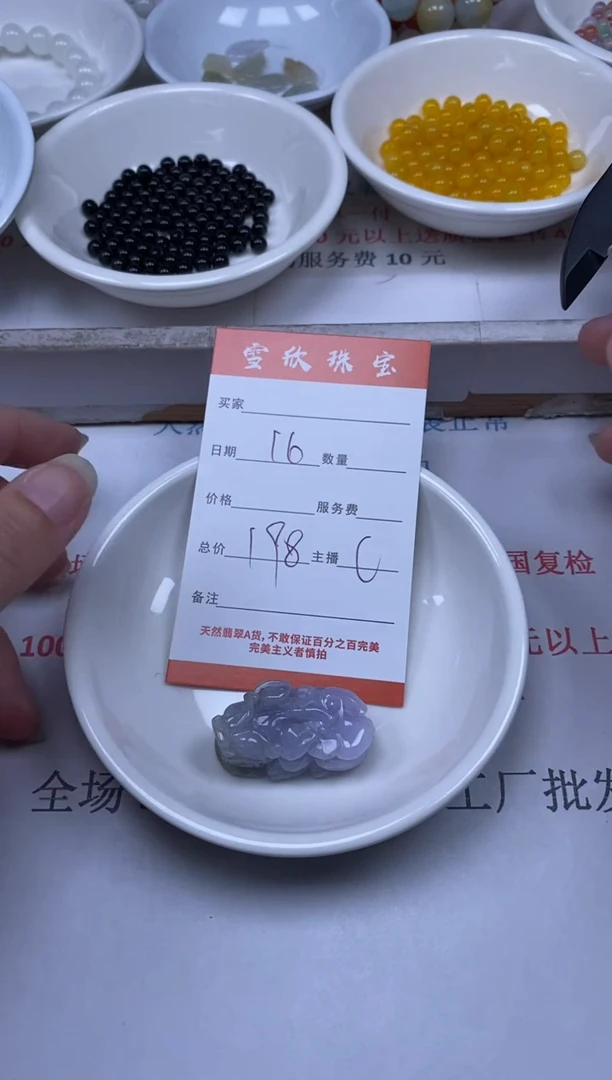 元以上送
服务费 10 元
雪欣珠宝
买家
日期 16 数量
价格 服务费
总价 198 主播 C
备注
天然翡翠A货,不敢保证百分之百完美
完美主义者慎拍
国复检
100
元以上
全场
工厂批发